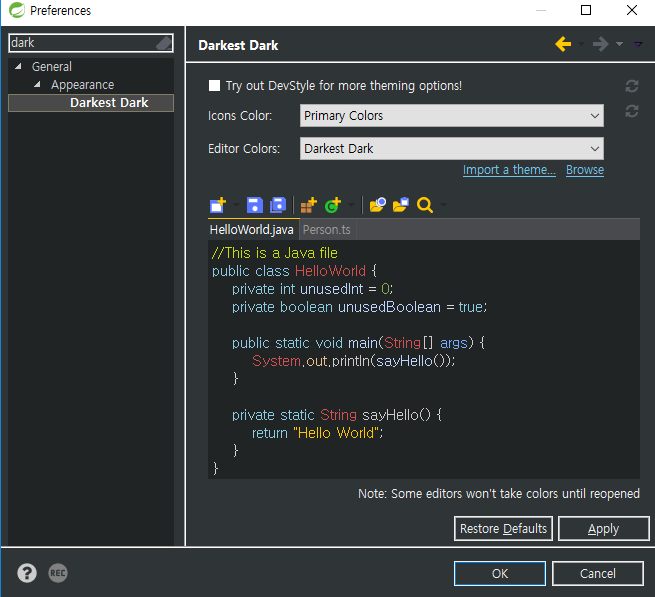 Preferences
dark
Darkest Dark
General
Appearance
Darkest Dark
Try out DevStyle for more theming options!
Icons Color: Primary Colors
Editor Colors: Darkest Dark
Import a theme... Browse
HelloWorld.java Person.ts
//This is a Java file
public class HelloWorld {
private int unusedInt = 0;
private boolean unusedBoolean = true;
public static void main(String[] args) {
System.out.println(sayHello());
}
private static String sayHello() {
return "Hello World";
}
}
Note: Some editors won't take colors until reopened
Restore Defaults Apply
? REC OK Cancel